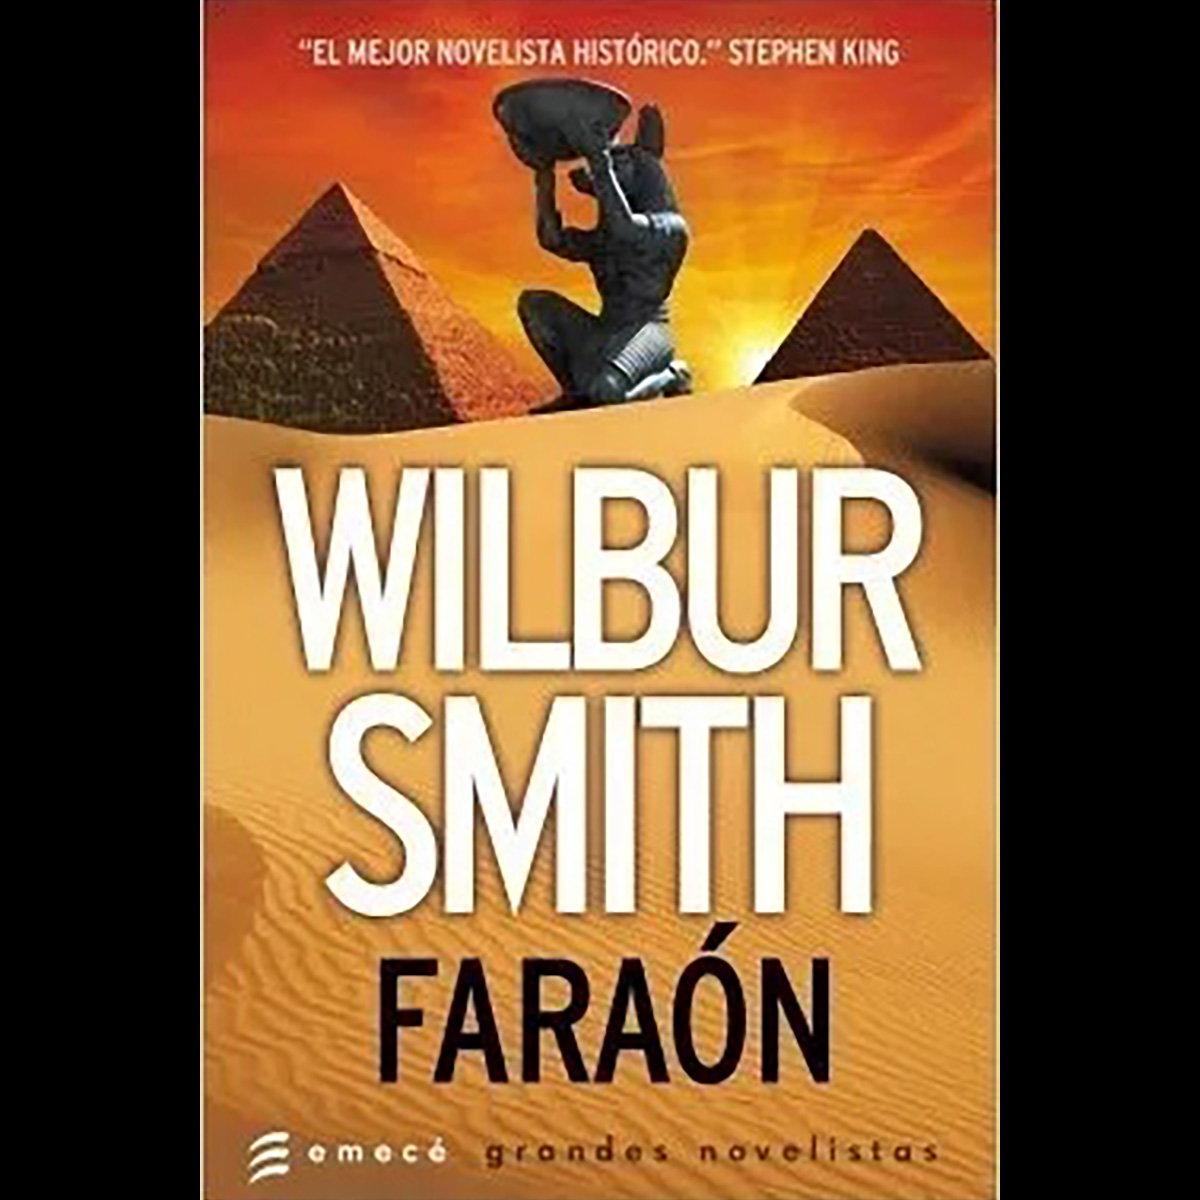 “EL MEJOR NOVELISTA HISTÓRICO.” STEPHEN KING
WILBUR
SMITH
FARAÓN
emecé grandes novelistas